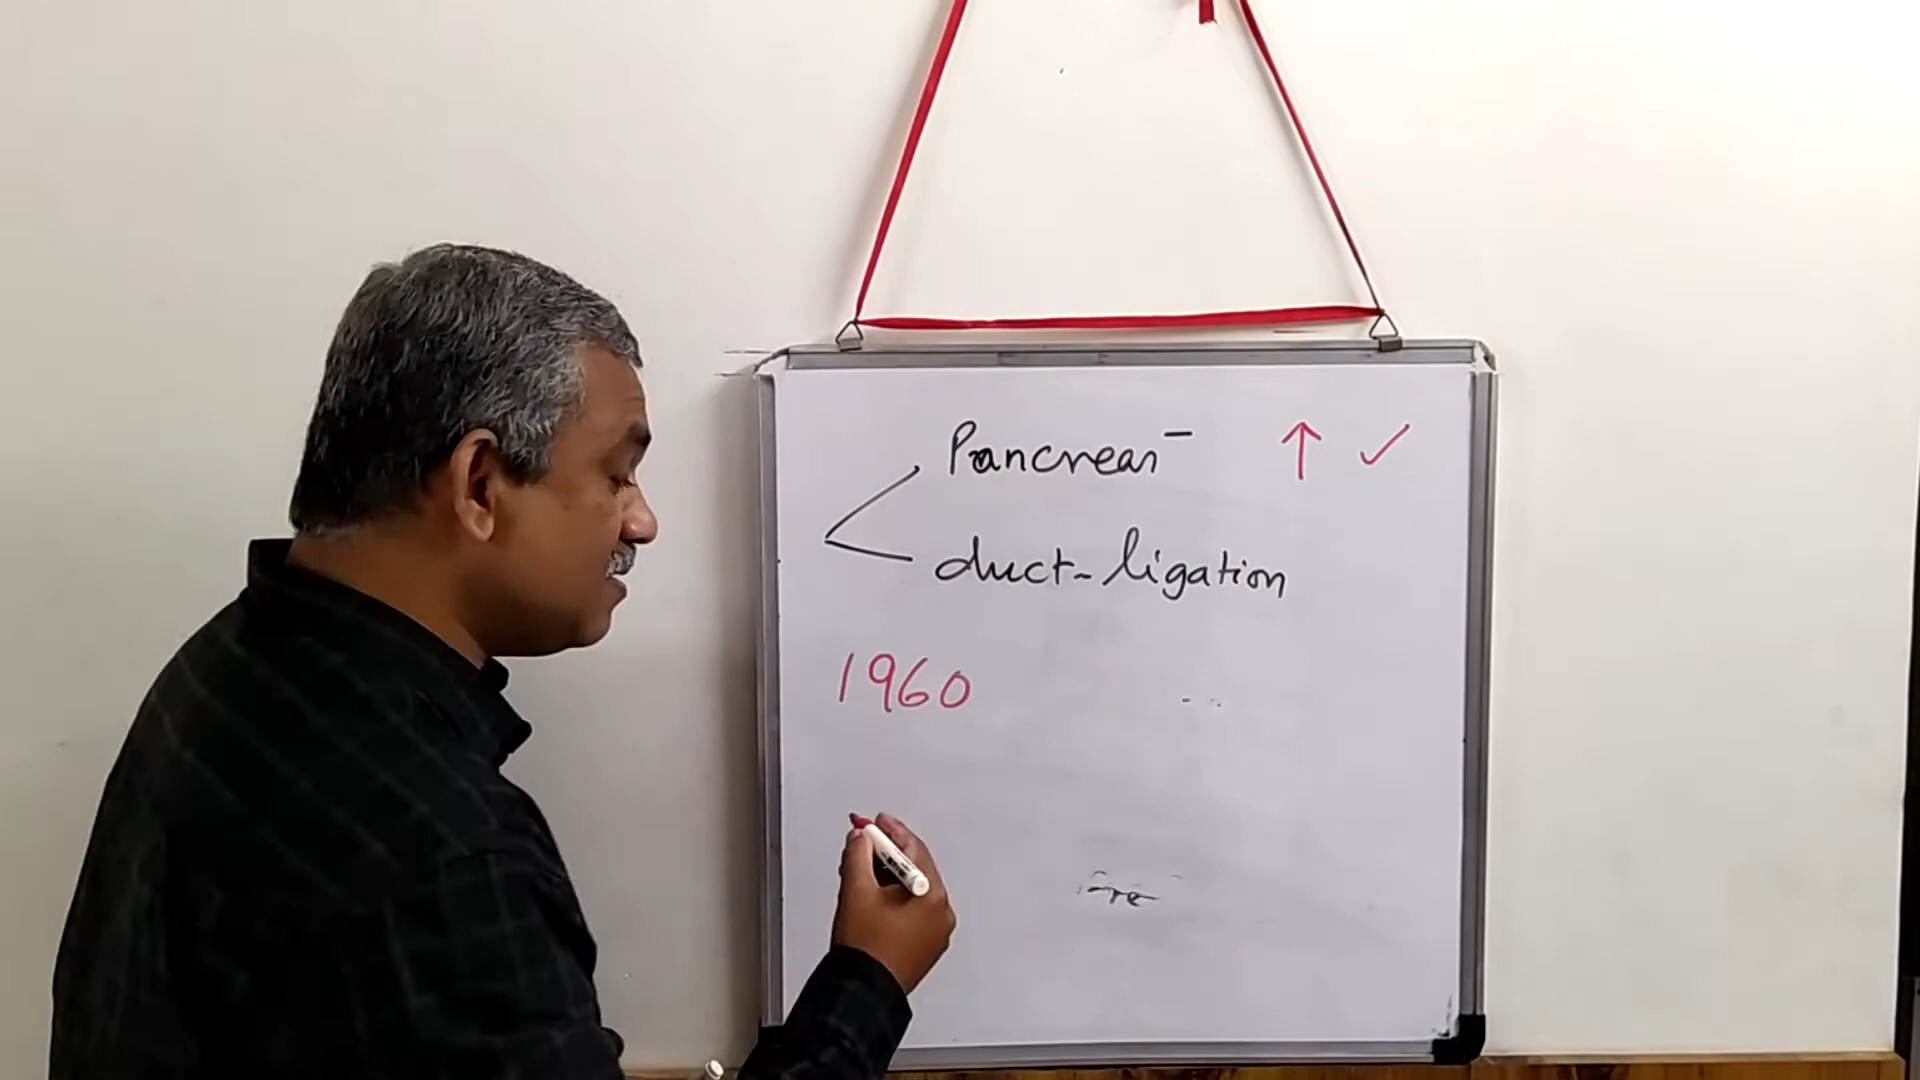 Pancreas - ↑ ✓
duct - ligation
1960